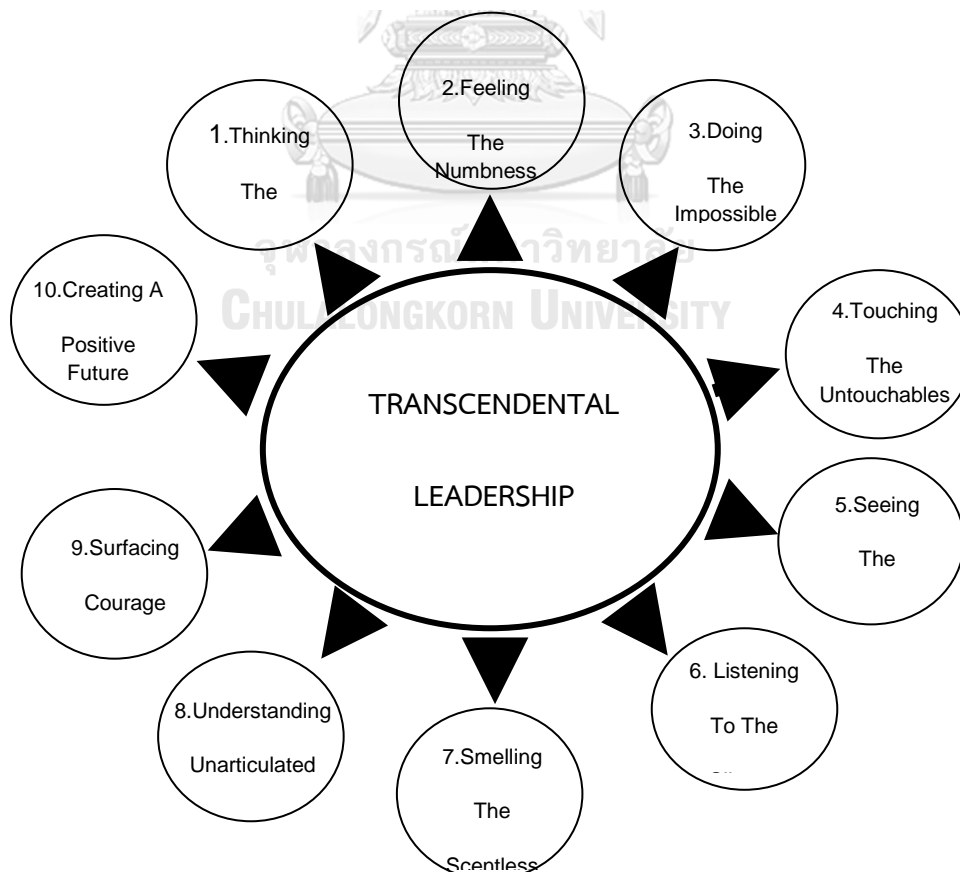 1.Thinking
The
2.Feeling
The
Numbness
3.Doing
The
Impossible
4.Touching
The
Untouchables
5.Seeing
The
6. Listening
To The
7.Smelling
The
Scentless
8.Understanding
Unarticulated
9.Surfacing
Courage
10.Creating A
Positive
Future
TRANSCENDENTAL
LEADERSHIP
จุฬาลงกรณ์มหาวิทยาลัย
CHULALONGKORN UNIVERSITY